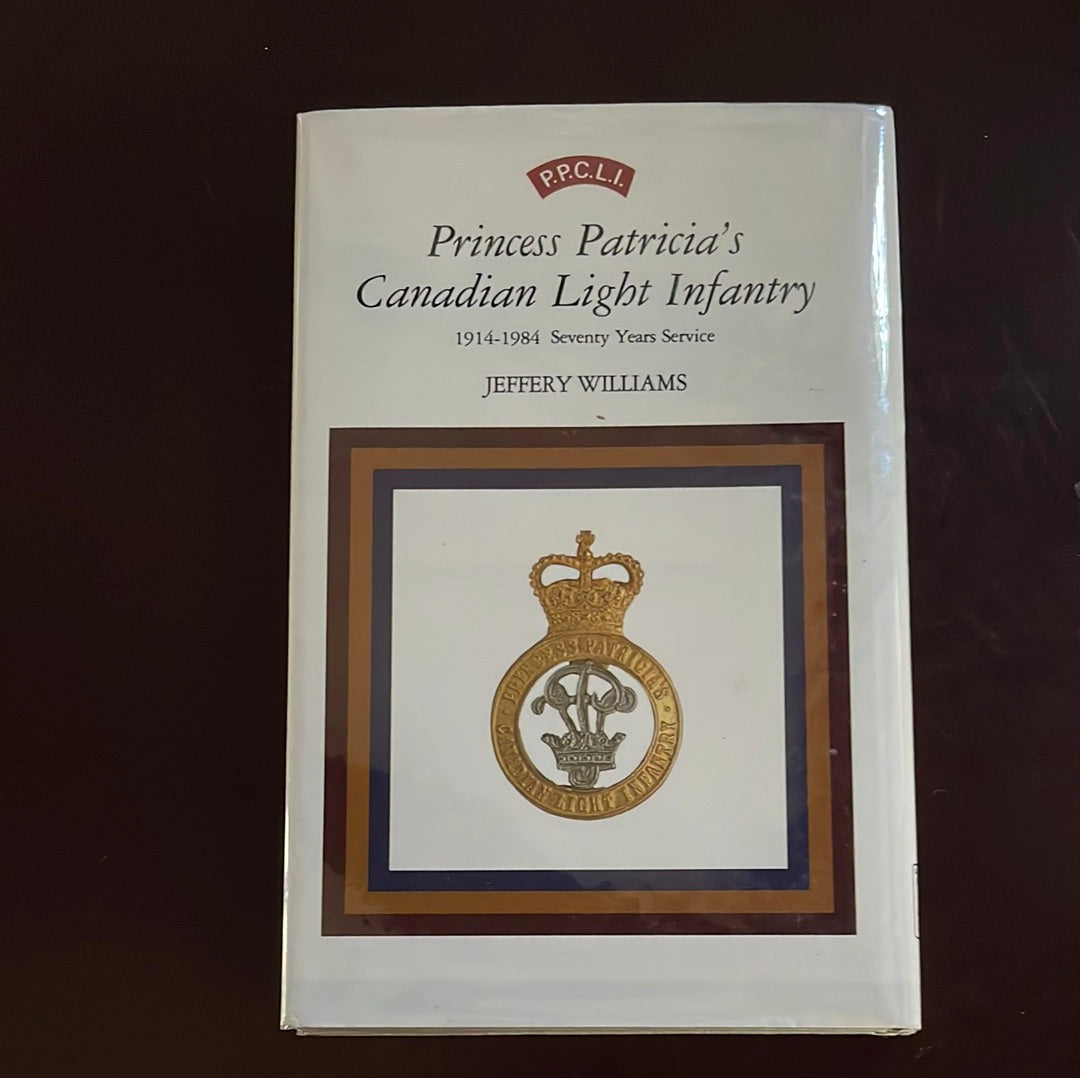 P.P.C.L.I.
Princess Patricia's
Canadian Light Infantry
1914-1984 Seventy Years Service
JEFFERY WILLIAMS
PRINCESS PATRICIA'S
CANADIAN LIGHT INFANTRY